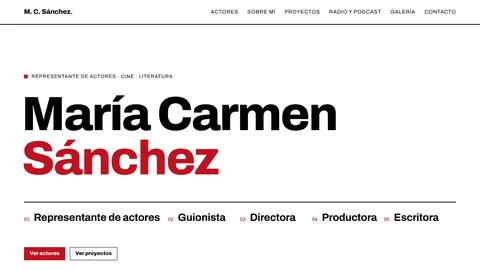 M. C. Sánchez.
ACTORES SOBRE MÍ PROYECTOS RADIO Y PODCAST GALERÍA CONTACTO
REPRESENTANTE DE ACTORES · CINE · LITERATURA
María Carmen
Sánchez
01 Representante de actores 02 Guionista 03 Directora 04 Productora 05 Escritora
Ver actores Ver proyectos